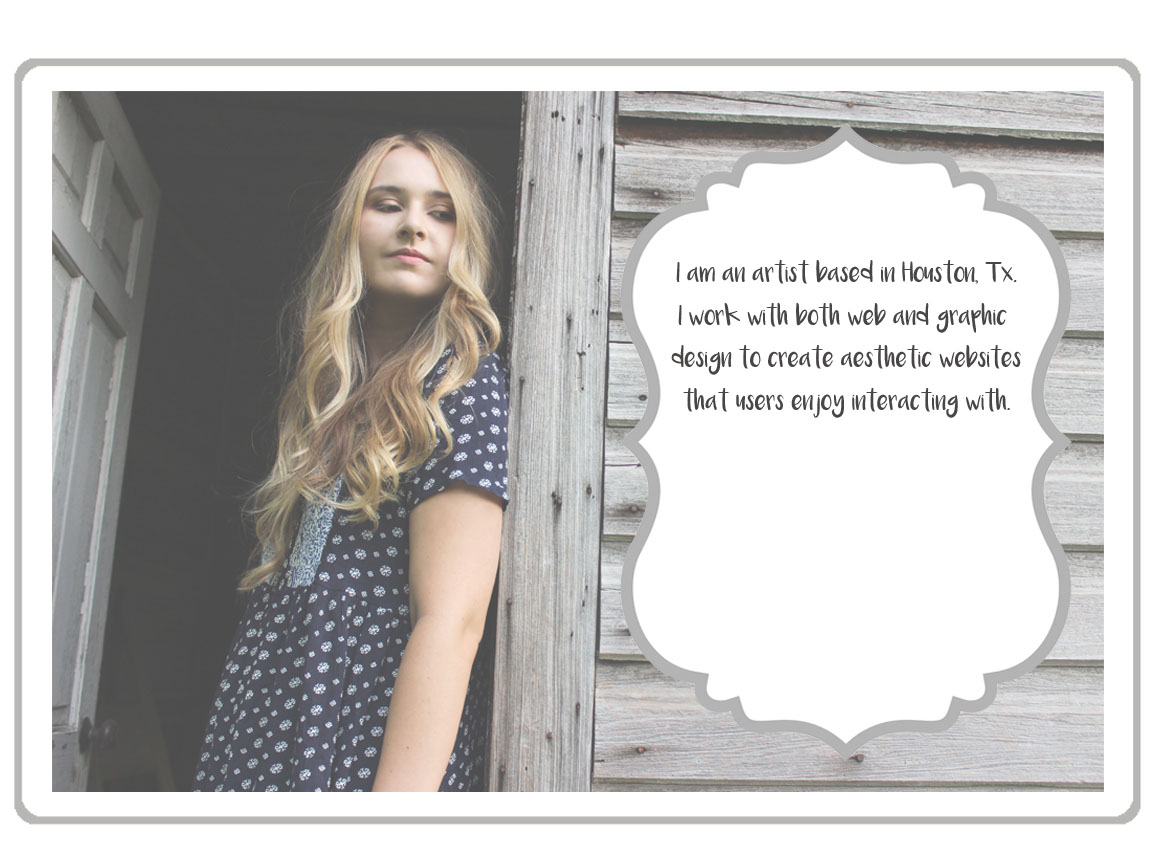 I am an artist based in Houston, Tx.
I work with both web and graphic
design to create aesthetic websites
that users enjoy interacting with.